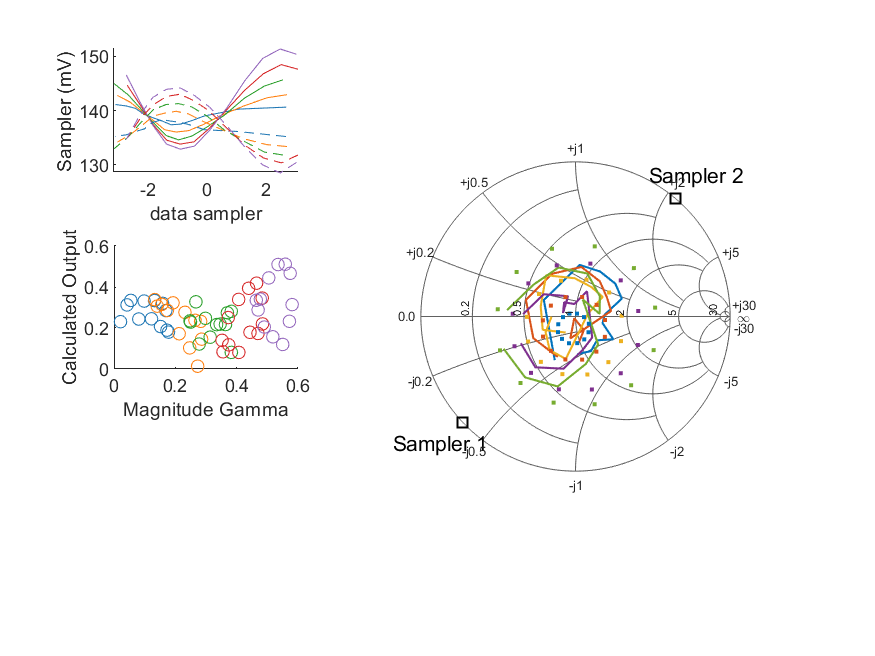 Sampler (mV)
150
140
130
-2 0 2
data sampler
Calculated Output
0.6
0.4
0.2
0
0 0.2 0.4 0.6
Magnitude Gamma
+j1
+j0.5
+j2
Sampler 2
+j0.2
+j5
0.0
0.2
0.5
1
2
5
30
+j30
∞
-j30
-j0.2
-j5
Sampler 1
-j0.5
-j2
-j1